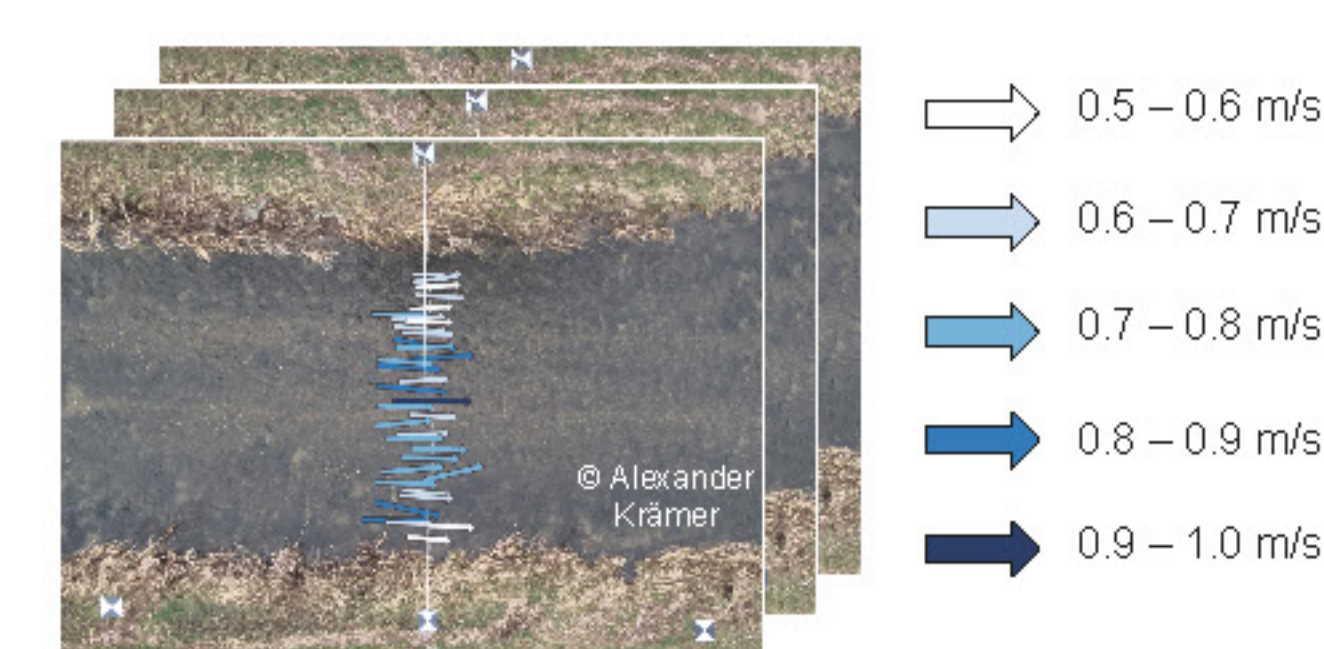 0.5 – 0.6 m/s
0.6 – 0.7 m/s
0.7 – 0.8 m/s
0.8 – 0.9 m/s
© Alexander
Krämer
0.9 – 1.0 m/s